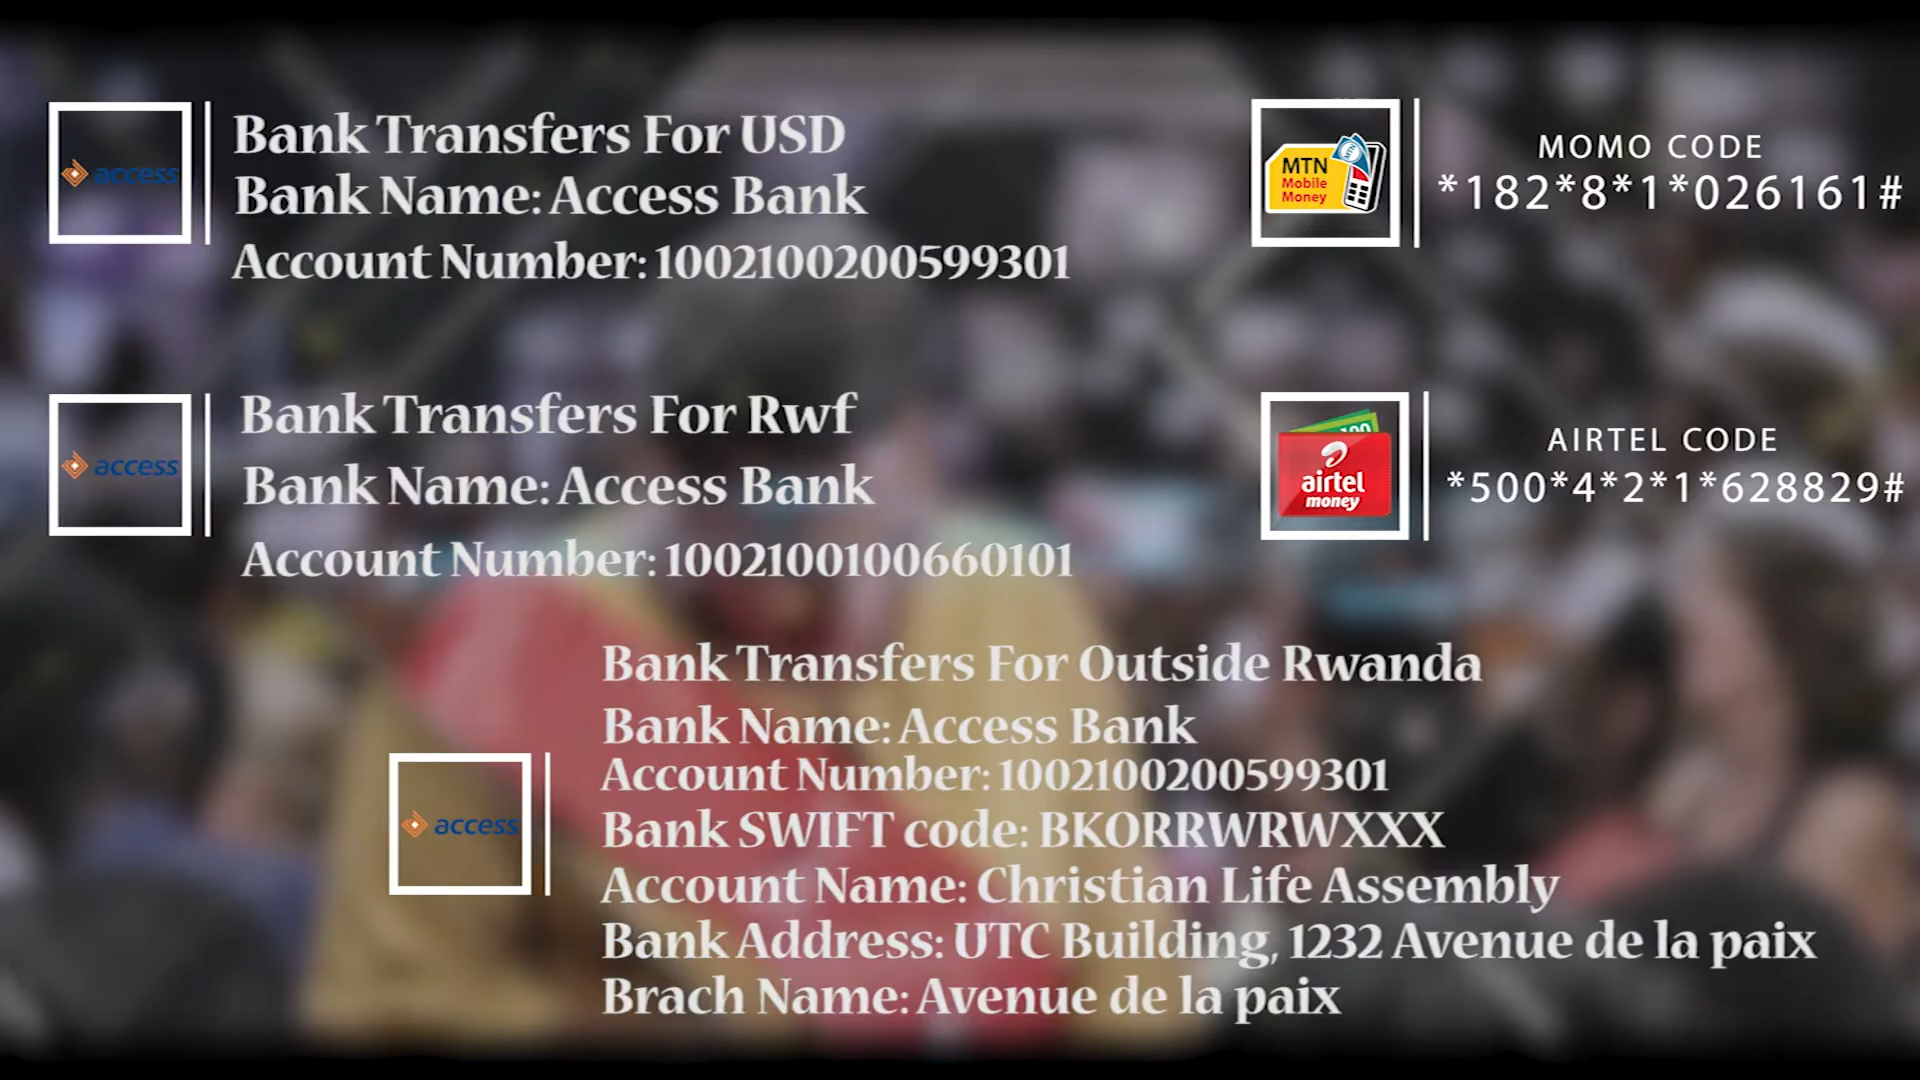 access
Bank Transfers For USD
Bank Name: Access Bank
Account Number: 1002100200599301
MTN
Mobile
Money
MOMO CODE
*182*8*1*026161#
access
Bank Transfers For Rwf
Bank Name: Access Bank
Account Number: 1002100100660101
100
airtel
money
AIRTEL CODE
*500*4*2*1*628829#
access
Bank Transfers For Outside Rwanda
Bank Name: Access Bank
Account Number: 1002100200599301
Bank SWIFT code: BKORRWRWXXX
Account Name: Christian Life Assembly
Bank Address: UTC Building, 1232 Avenue de la paix
Brach Name: Avenue de la paix